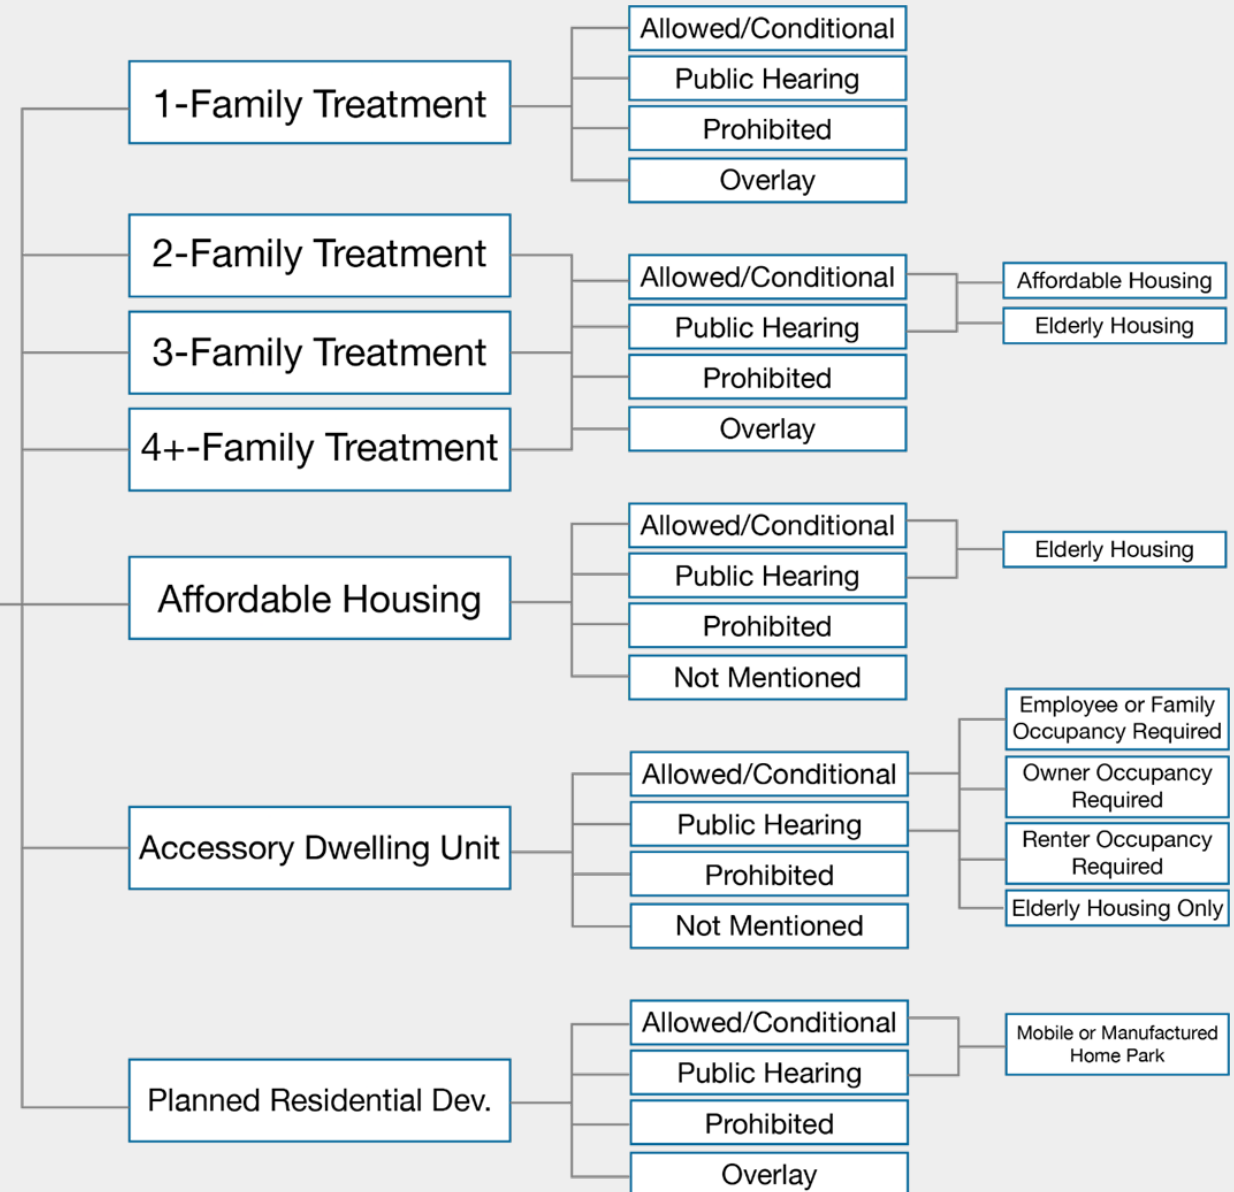 1-Family Treatment
Allowed/Conditional
Public Hearing
Prohibited
Overlay
2-Family Treatment
3-Family Treatment
4+-Family Treatment
Allowed/Conditional
Public Hearing
Prohibited
Overlay
Affordable Housing
Elderly Housing
Affordable Housing
Allowed/Conditional
Public Hearing
Prohibited
Not Mentioned
Elderly Housing
Accessory Dwelling Unit
Allowed/Conditional
Public Hearing
Prohibited
Not Mentioned
Employee or Family
Occupancy Required
Owner Occupancy
Required
Renter Occupancy
Required
Elderly Housing Only
Planned Residential Dev.
Allowed/Conditional
Public Hearing
Prohibited
Overlay
Mobile or Manufactured
Home Park